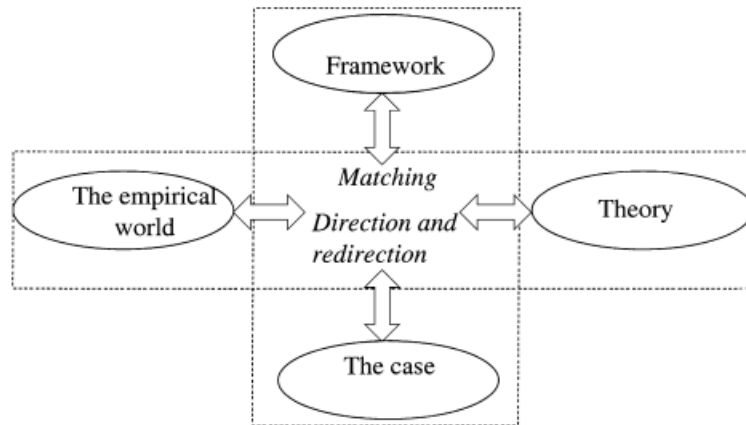 Framework
Matching
The empirical
world
Direction and
redirection
Theory
The case